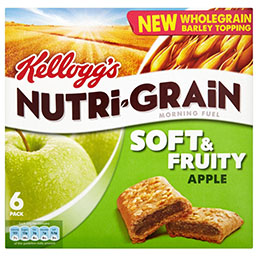 NEW WHOLEGRAIN
BARLEY TOPPING
Kellogg's
NUTRI-GRAIN
MORNING FUEL
SOFT &
FRUITY
APPLE
6
PACK